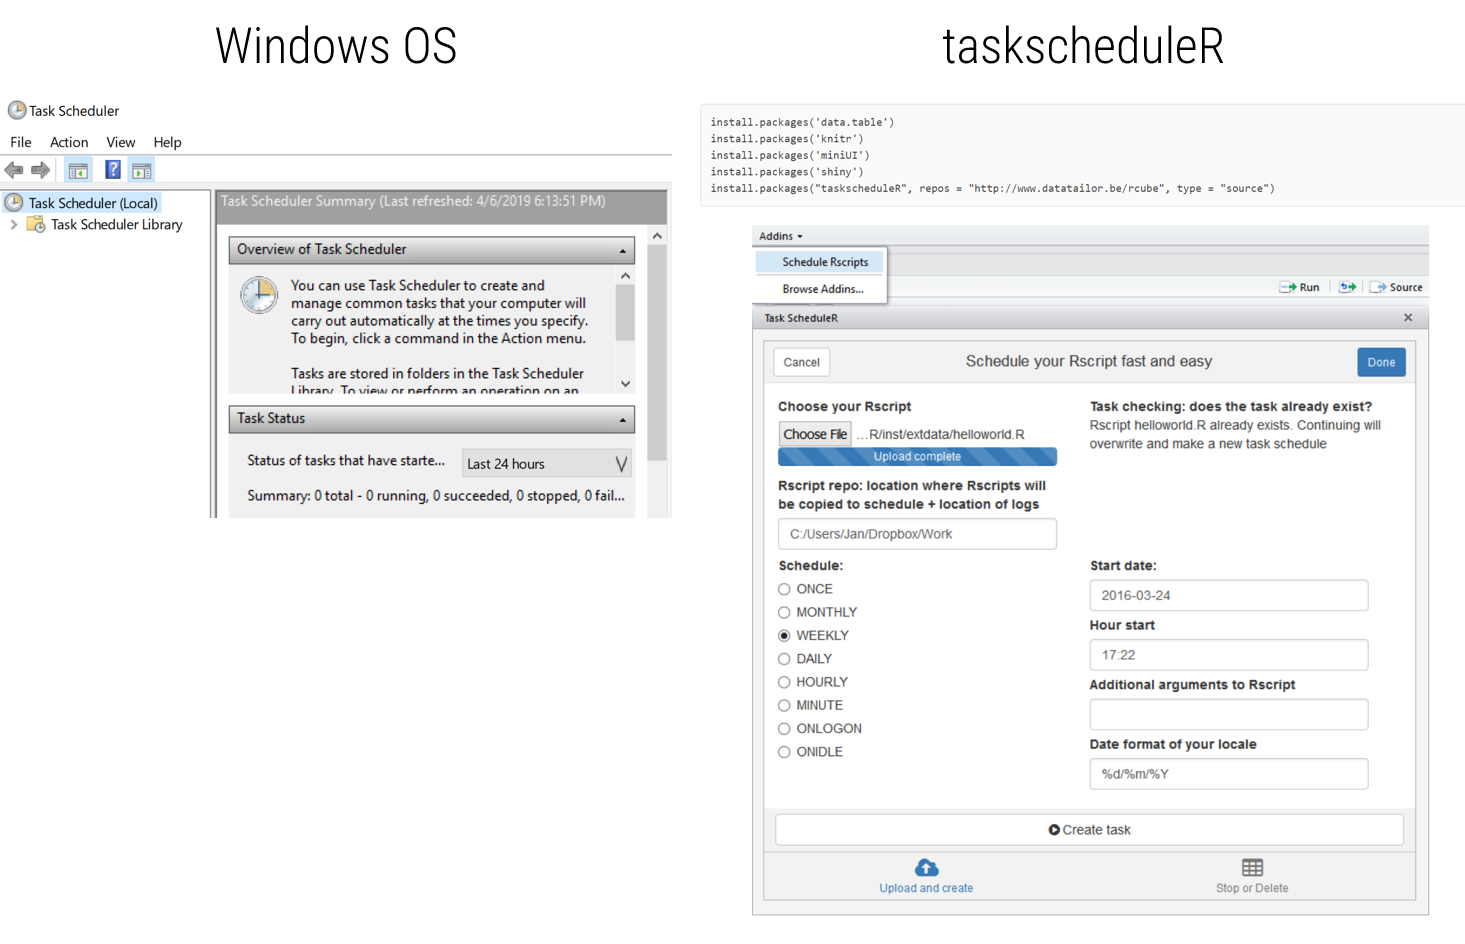 Windows OS
Task Scheduler
File Action View Help
Task Scheduler (Local)
Task Scheduler Library
Task Scheduler Summary (Last refreshed: 4/6/2019 6:13:51 PM)
Overview of Task Scheduler
You can use Task Scheduler to create and
manage common tasks that your computer will
carry out automatically at the times you specify.
To begin, click a command in the Action menu.
Tasks are stored in folders in the Task Scheduler
Library. To view or perform an operation on an
Task Status
Status of tasks that have starte... Last 24 hours
Summary: 0 total - 0 running, 0 succeeded, 0 stopped, 0 fail...
taskscheduleR
install.packages('data.table')
install.packages('knitr')
install.packages('miniUI')
install.packages('shiny')
install.packages("taskscheduleR", repos = "http://www.datatailor.be/rcube", type = "source")
Addins
Schedule Rscripts
Browse Addins...
Run Source
Task ScheduleR
Cancel Schedule your Rscript fast and easy Done
Choose your Rscript
Choose File ...R/inst/extdata/helloworld.R
Upload complete
Task checking: does the task already exist?
Rscript helloworld.R already exists. Continuing will
overwrite and make a new task schedule
Rscript repo: location where Rscripts will
be copied to schedule + location of logs
C:/Users/Jan/Dropbox/Work
Schedule:
ONCE
MONTHLY
WEEKLY
DAILY
HOURLY
MINUTE
ONLOGON
ONIDLE
Start date:
2016-03-24
Hour start
17:22
Additional arguments to Rscript
Date format of your locale
%d/%m/%Y
Create task
Upload and create
Stop or Delete